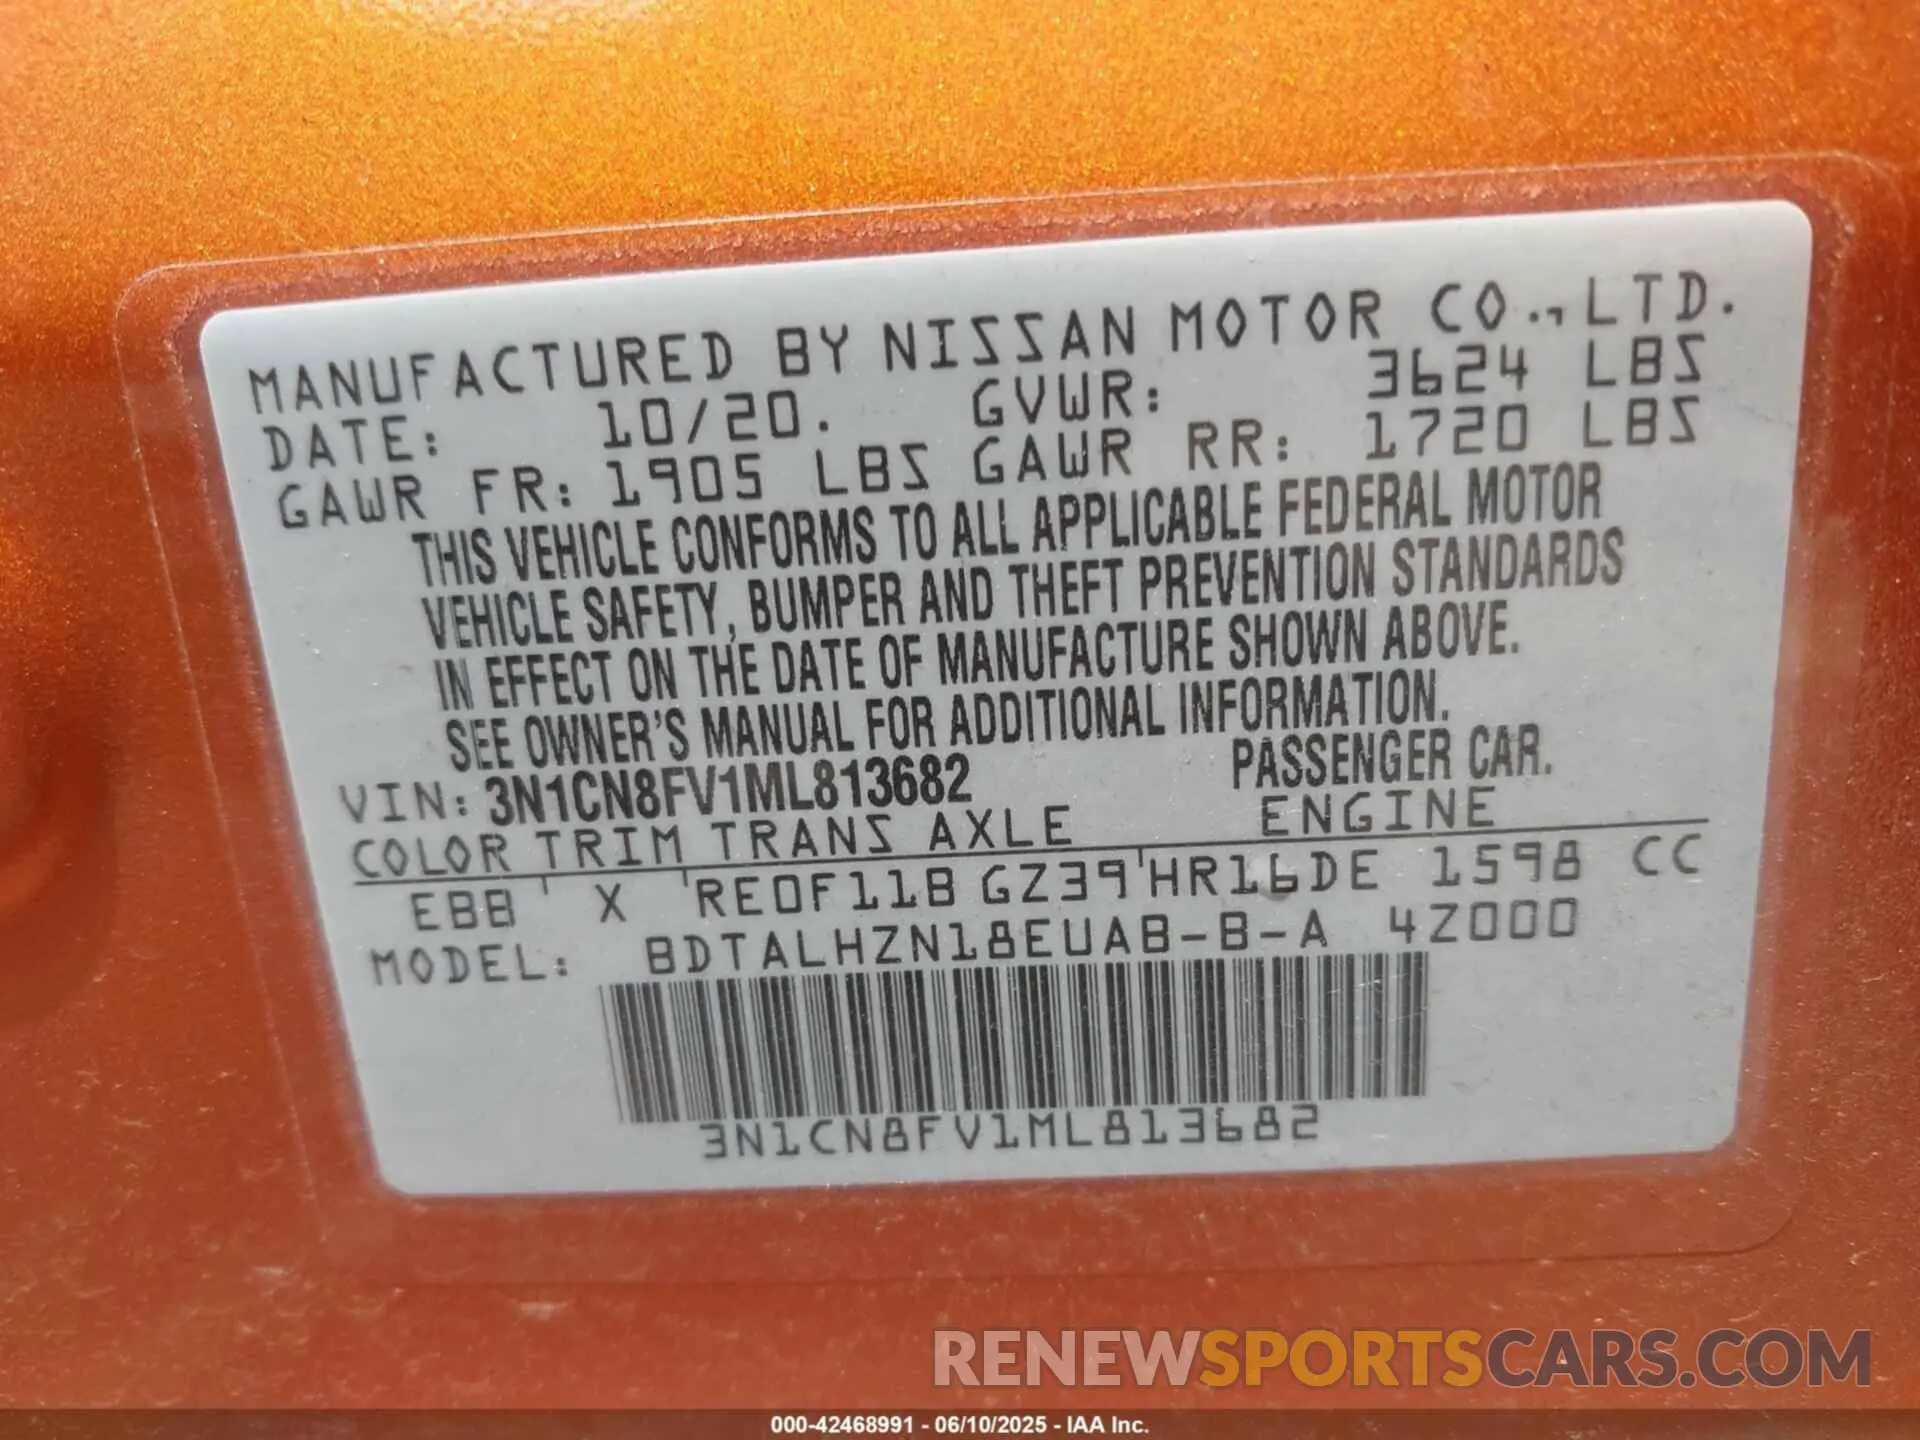 MANUFACTURED BY NISSAN MOTOR CO., LTD.
DATE: 10/20. GVWR: 3624 LBS
GAWR FR: 1905 LBS GAWR RR: 1720 LBS
THIS VEHICLE CONFORMS TO ALL APPLICABLE FEDERAL MOTOR
VEHICLE SAFETY, BUMPER AND THEFT PREVENTION STANDARDS
IN EFFECT ON THE DATE OF MANUFACTURE SHOWN ABOVE.
SEE OWNER'S MANUAL FOR ADDITIONAL INFORMATION.
VIN: 3N1CN8FV1ML813682 PASSENGER CAR.
COLOR TRIM TRANS AXLE ENGINE
EBB X RE0F11B GZ39 HR16DE 1598 CC
MODEL: BDTALHZN18EUAB-B-A 4Z000
3N1CN8FV1ML813682
RENEWSPORTSCARS.COM
000-42468991 - 06/10/2025 - IAA Inc.